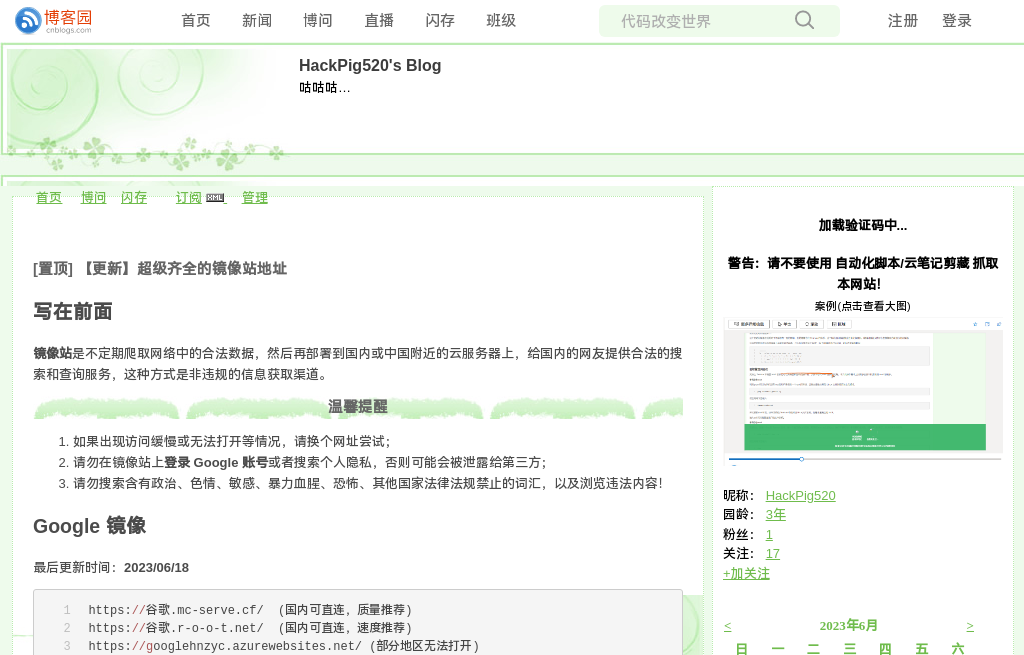 博客园
cnblogs.com
首页 新闻 博问 直播 闪存 班级 代码改变世界 注册 登录
HackPig520's Blog
咕咕咕…
首页 博问 闪存 订阅 XML 管理
[置顶] 【更新】超级齐全的镜像站地址
写在前面
镜像站是不定期爬取网络中的合法数据，然后再部署到国内或中国附近的云服务器上，给国内的网友提供合法的搜
索和查询服务，这种方式是非违规的信息获取渠道。
温馨提醒
1. 如果出现访问缓慢或无法打开等情况，请换个网址尝试；
2. 请勿在镜像站上登录 Google 账号或者搜索个人隐私，否则可能会被泄露给第三方；
3. 请勿搜索含有政治、色情、敏感、暴力血腥、恐怖、其他国家法律法规禁止的词汇，以及浏览违法内容！
Google 镜像
最后更新时间：2023/06/18
1 https://谷歌.mc-serve.cf/ (国内可直连，质量推荐)
2 https://谷歌.r-o-o-t.net/ (国内可直连，速度推荐)
3 https://googlehnzyc.azurewebsites.net/ (部分地区无法打开)
加载验证码中...
警告：请不要使用 自动化脚本/云笔记剪藏 抓取
本网站！
案例(点击查看大图)
昵称： HackPig520
园龄： 3年
粉丝： 1
关注： 17
+加关注
< 2023年6月 >
日 一 二 三 四 五 六